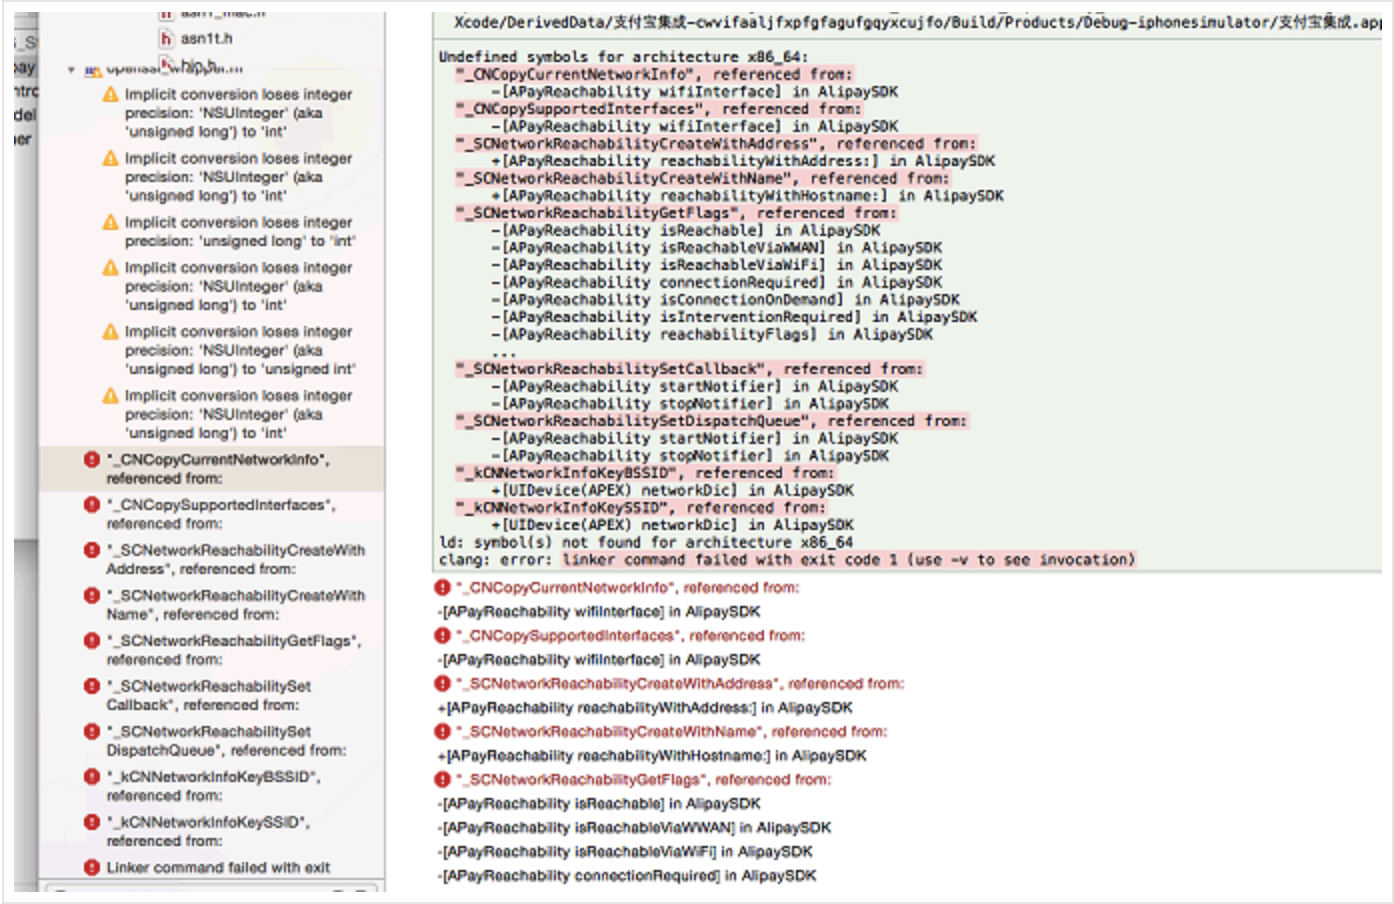 asn1_mac.h
asn1t.h
bio.h
openssl_wrapper.m
Implicit conversion loses integer
precision: 'NSUInteger' (aka
'unsigned long') to 'int'
Implicit conversion loses integer
precision: 'NSUInteger' (aka
'unsigned long') to 'int'
Implicit conversion loses integer
precision: 'unsigned long' to 'int'
Implicit conversion loses integer
precision: 'NSUInteger' (aka
'unsigned long') to 'int'
Implicit conversion loses integer
precision: 'NSUInteger' (aka
'unsigned long') to 'unsigned int'
Implicit conversion loses integer
precision: 'NSUInteger' (aka
'unsigned long') to 'int'
"_CNCopyCurrentNetworkInfo",
referenced from:
"_CNCopySupportedInterfaces",
referenced from:
"_SCNetworkReachabilityCreateWith
Address", referenced from:
"_SCNetworkReachabilityCreateWith
Name", referenced from:
"_SCNetworkReachabilityGetFlags",
referenced from:
"_SCNetworkReachabilitySet
Callback", referenced from:
"_SCNetworkReachabilitySet
DispatchQueue", referenced from:
"_kCNNetworkInfoKeyBSSID",
referenced from:
"_kCNNetworkInfoKeySSID",
referenced from:
Linker command failed with exit
Xcode/DerivedData/支付宝集成-cwvifaaljfxpfgfagufgqyxcujfo/Build/Products/Debug-iphonesimulator/支付宝集成.app
Undefined symbols for architecture x86_64:
"_CNCopyCurrentNetworkInfo", referenced from:
-[APayReachability wifiInterface] in AlipaySDK
"_CNCopySupportedInterfaces", referenced from:
-[APayReachability wifiInterface] in AlipaySDK
"_SCNetworkReachabilityCreateWithAddress", referenced from:
+[APayReachability reachabilityWithAddress:] in AlipaySDK
"_SCNetworkReachabilityCreateWithName", referenced from:
+[APayReachability reachabilityWithHostname:] in AlipaySDK
"_SCNetworkReachabilityGetFlags", referenced from:
-[APayReachability isReachable] in AlipaySDK
-[APayReachability isReachableViaWWAN] in AlipaySDK
-[APayReachability isReachableViaWiFi] in AlipaySDK
-[APayReachability connectionRequired] in AlipaySDK
-[APayReachability isConnectionOnDemand] in AlipaySDK
-[APayReachability isInterventionRequired] in AlipaySDK
-[APayReachability reachabilityFlags] in AlipaySDK
...
"_SCNetworkReachabilitySetCallback", referenced from:
-[APayReachability startNotifier] in AlipaySDK
-[APayReachability stopNotifier] in AlipaySDK
"_SCNetworkReachabilitySetDispatchQueue", referenced from:
-[APayReachability startNotifier] in AlipaySDK
-[APayReachability stopNotifier] in AlipaySDK
"_kCNNetworkInfoKeyBSSID", referenced from:
+[UIDevice(APEX) networkDic] in AlipaySDK
"_kCNNetworkInfoKeySSID", referenced from:
+[UIDevice(APEX) networkDic] in AlipaySDK
ld: symbol(s) not found for architecture x86_64
clang: error: linker command failed with exit code 1 (use -v to see invocation)
"_CNCopyCurrentNetworkInfo", referenced from:
-[APayReachability wifiInterface] in AlipaySDK
"_CNCopySupportedInterfaces", referenced from:
-[APayReachability wifiInterface] in AlipaySDK
"_SCNetworkReachabilityCreateWithAddress", referenced from:
+[APayReachability reachabilityWithAddress:] in AlipaySDK
"_SCNetworkReachabilityCreateWithName", referenced from:
+[APayReachability reachabilityWithHostname:] in AlipaySDK
"_SCNetworkReachabilityGetFlags", referenced from:
-[APayReachability isReachable] in AlipaySDK
-[APayReachability isReachableViaWWAN] in AlipaySDK
-[APayReachability isReachableViaWiFi] in AlipaySDK
-[APayReachability connectionRequired] in AlipaySDK